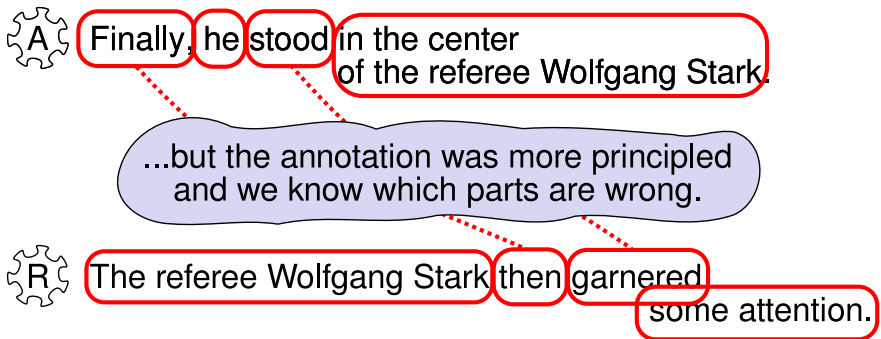 A Finally, he stood in the center
of the referee Wolfgang Stark.
...but the annotation was more principled
and we know which parts are wrong.
R The referee Wolfgang Stark then garnered
some attention.